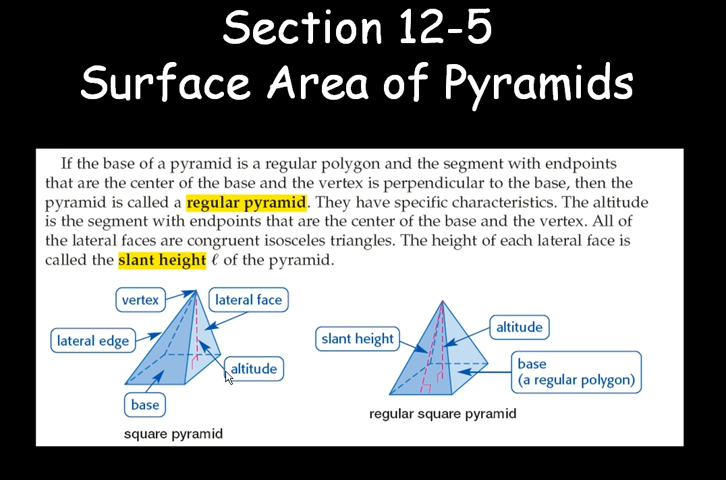 Section 12-5
Surface Area of Pyramids
If the base of a pyramid is a regular polygon and the segment with endpoints
that are the center of the base and the vertex is perpendicular to the base, then the
pyramid is called a regular pyramid. They have specific characteristics. The altitude
is the segment with endpoints that are the center of the base and the vertex. All of
the lateral faces are congruent isosceles triangles. The height of each lateral face is
called the slant height ℓ of the pyramid.
vertex
lateral face
lateral edge
altitude
base
square pyramid
slant height
altitude
base
(a regular polygon)
regular square pyramid